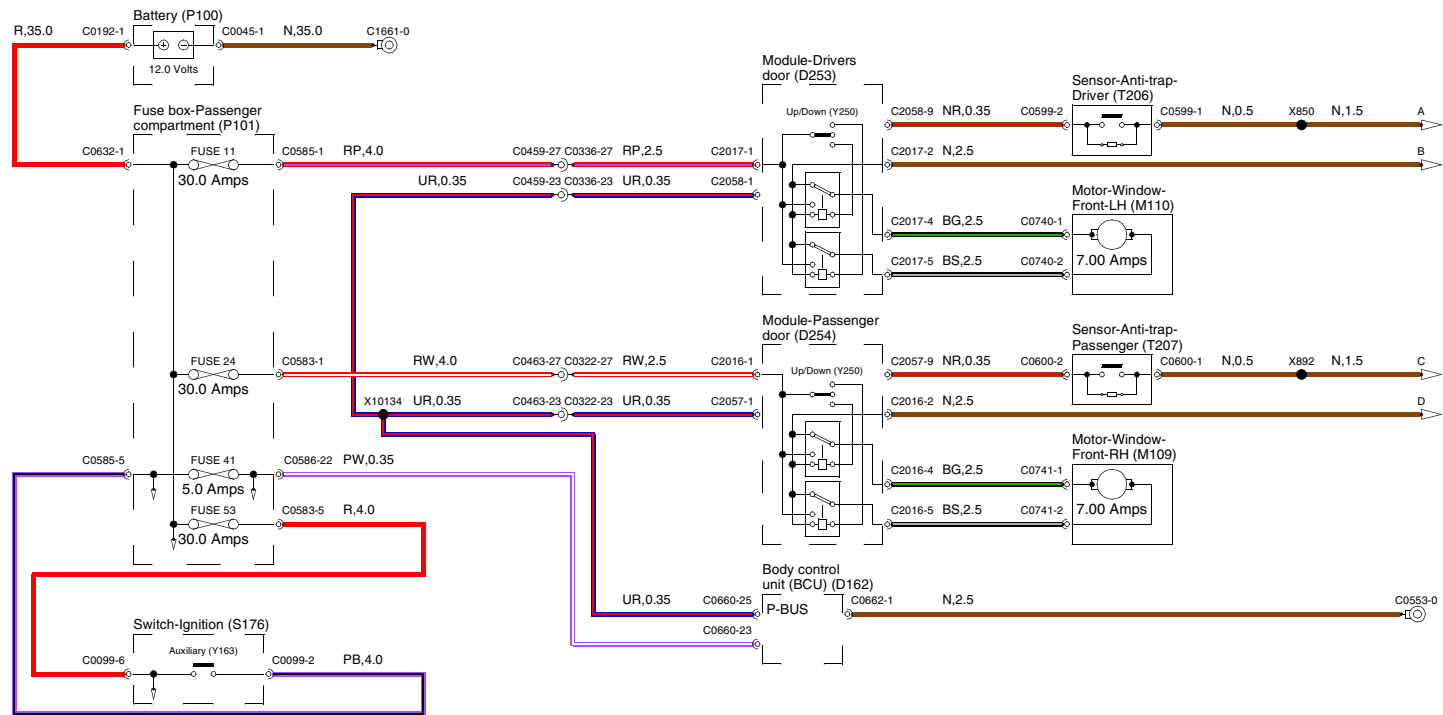 Battery (P100)
R,35.0
C0192-1
C0045-1
N,35.0
C1661-0
12.0 Volts
Fuse box-Passenger
compartment (P101)
C0632-1
FUSE 11
30.0 Amps
C0585-1
RP,4.0
C0459-27
C0336-27
RP,2.5
C2017-1
UR,0.35
C0459-23
C0336-23
UR,0.35
C2058-1
Module-Drivers
door (D253)
Up/Down (Y250)
C2058-9
NR,0.35
C0599-2
Sensor-Anti-trap-
Driver (T206)
C0599-1
N,0.5
X850
N,1.5
A
C2017-2
N,2.5
B
C2017-4
BG,2.5
C0740-1
Motor-Window-
Front-LH (M110)
7.00 Amps
C2017-5
BS,2.5
C0740-2
FUSE 24
30.0 Amps
C0583-1
RW,4.0
C0463-27
C0322-27
RW,2.5
C2016-1
X10134
UR,0.35
C0463-23
C0322-23
UR,0.35
C2057-1
Module-Passenger
door (D254)
Up/Down (Y250)
C2057-9
NR,0.35
C0600-2
Sensor-Anti-trap-
Passenger (T207)
C0600-1
N,0.5
X892
N,1.5
C
C2016-2
N,2.5
D
C2016-4
BG,2.5
C0741-1
Motor-Window-
Front-RH (M109)
7.00 Amps
C2016-5
BS,2.5
C0741-2
C0585-5
FUSE 41
5.0 Amps
C0586-22
PW,0.35
FUSE 53
30.0 Amps
C0583-5
R,4.0
Body control
unit (BCU) (D162)
UR,0.35
C0660-25
P-BUS
C0662-1
N,2.5
C0553-0
C0660-23
Switch-Ignition (S176)
Auxiliary (Y163)
C0099-6
C0099-2
PB,4.0